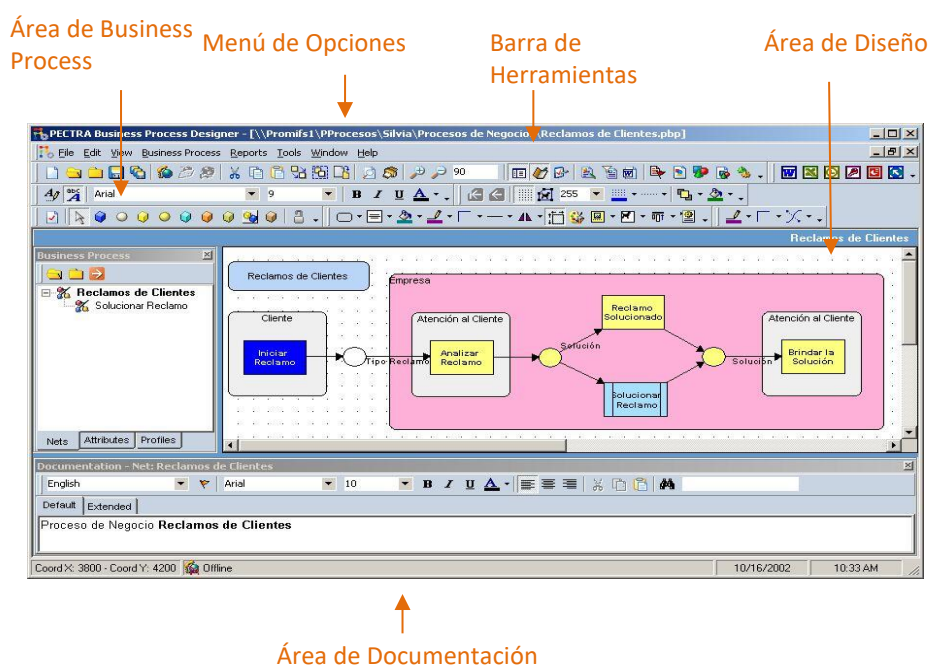 Área de Business
Process
Menú de Opciones
Barra de
Herramientas
Área de Diseño
PECTRA Business Process Designer - [\\Promifs1\PProcesos\Silvia\Procesos de Negocio\Reclamos de Clientes.pbp]
File Edit View Business Process Reports Tools Window Help
90
Arial 9 B I U A 255
Reclamos de Clientes
Business Process
Reclamos de Clientes
Solucionar Reclamo
Nets Attributes Profiles
Reclamos de Clientes
Empresa
Cliente
Iniciar
Reclamo
Tipo Reclamo
Atención al Cliente
Analizar
Reclamo
Solución
Reclamo
Solucionado
Solucionar
Reclamo
Solución
Atención al Cliente
Brindar la
Solución
Documentation - Net: Reclamos de Clientes
English Arial 10 B I U A
Default Extended
Proceso de Negocio Reclamos de Clientes
Coord X: 3800 - Coord Y: 4200 Offline 10/16/2002 10:33 AM
Área de Documentación